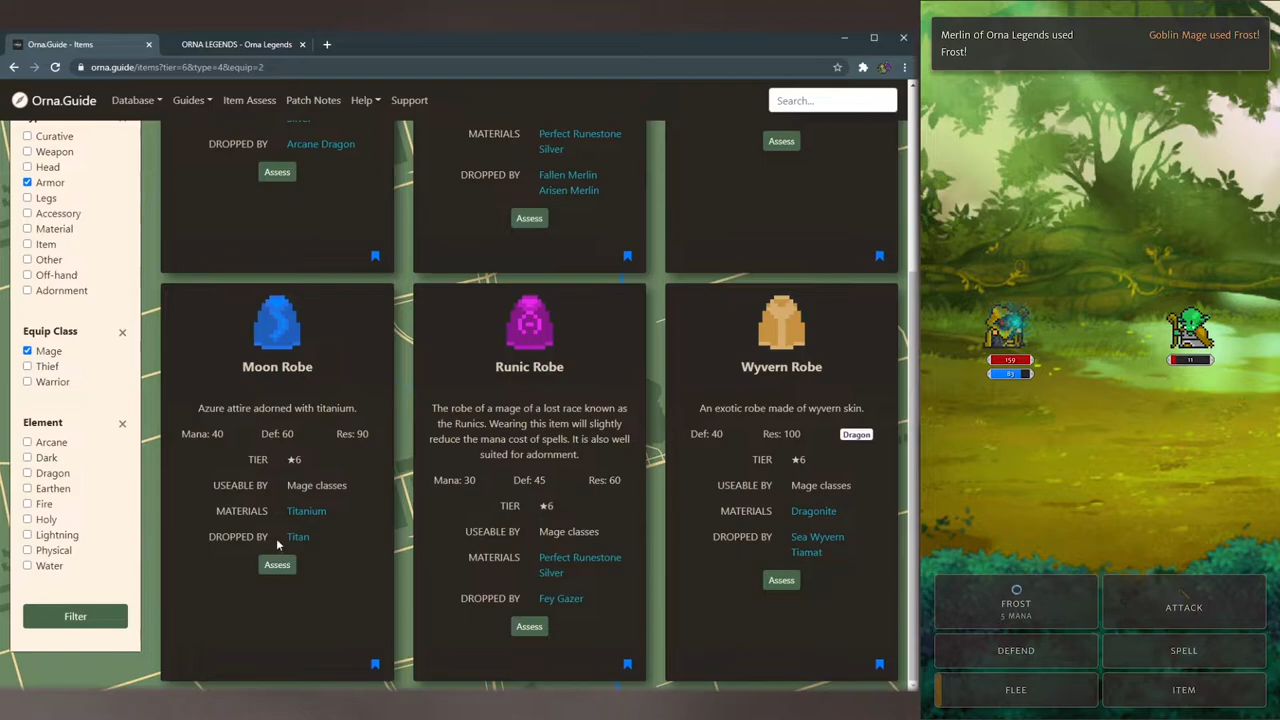 Orna.Guide - Items
ORNA LEGENDS - Orna Legends
orna.guide/items?tier=6&type=4&equip=2
Orna.Guide
Database
Guides
Item Assess
Patch Notes
Help
Support
Search...
Curative
Weapon
Head
Armor
Legs
Accessory
Material
Item
Other
Off-hand
Adornment
Equip Class
Mage
Thief
Warrior
Element
Arcane
Dark
Dragon
Earthen
Fire
Holy
Lightning
Physical
Water
Filter
DROPPED BY Arcane Dragon
Assess
MATERIALS Perfect Runestone
Silver
DROPPED BY Fallen Merlin
Arisen Merlin
Assess
Assess
Moon Robe
Azure attire adorned with titanium.
Mana: 40 Def: 60 Res: 90
TIER ★6
USEABLE BY Mage classes
MATERIALS Titanium
DROPPED BY Titan
Assess
Runic Robe
The robe of a mage of a lost race known as
the Runics. Wearing this item will slightly
reduce the mana cost of spells. It is also well
suited for adornment.
Mana: 30 Def: 45 Res: 60
TIER ★6
USEABLE BY Mage classes
MATERIALS Perfect Runestone
Silver
DROPPED BY Fey Gazer
Assess
Wyvern Robe
An exotic robe made of wyvern skin.
Def: 40 Res: 100 Dragon
TIER ★6
USEABLE BY Mage classes
MATERIALS Dragonite
DROPPED BY Sea Wyvern
Tiamat
Assess
Merlin of Orna Legends used
Frost!
Goblin Mage used Frost!
159
83
11
FROST
5 MANA
ATTACK
DEFEND
SPELL
FLEE
ITEM